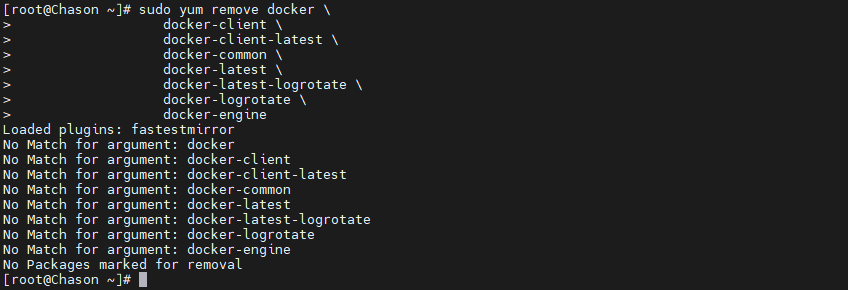 [root@Chason ~]# sudo yum remove docker \
>                   docker-client \
>                   docker-client-latest \
>                   docker-common \
>                   docker-latest \
>                   docker-latest-logrotate \
>                   docker-logrotate \
>                   docker-engine
Loaded plugins: fastestmirror
No Match for argument: docker
No Match for argument: docker-client
No Match for argument: docker-client-latest
No Match for argument: docker-common
No Match for argument: docker-latest
No Match for argument: docker-latest-logrotate
No Match for argument: docker-logrotate
No Match for argument: docker-engine
No Packages marked for removal
[root@Chason ~]#